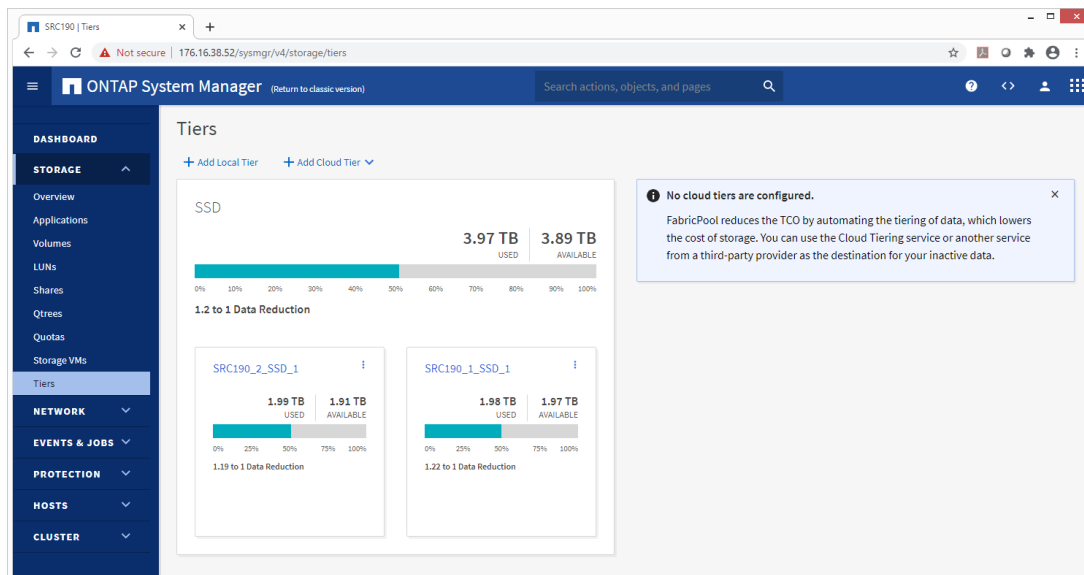 SRC190 | Tiers
Not secure | 176.16.38.52/sysmgr/v4/storage/tiers
ONTAP System Manager (Return to classic version)
Search actions, objects, and pages
DASHBOARD
STORAGE
Overview
Applications
Volumes
LUNs
Shares
Qtrees
Quotas
Storage VMs
Tiers
NETWORK
EVENTS & JOBS
PROTECTION
HOSTS
CLUSTER
Tiers
+ Add Local Tier + Add Cloud Tier
SSD
3.97 TB 3.89 TB
USED AVAILABLE
0% 10% 20% 30% 40% 50% 60% 70% 80% 90% 100%
1.2 to 1 Data Reduction
SRC190_2_SSD_1
1.99 TB 1.91 TB
USED AVAILABLE
0% 25% 50% 75% 100%
1.19 to 1 Data Reduction
SRC190_1_SSD_1
1.98 TB 1.97 TB
USED AVAILABLE
0% 25% 50% 75% 100%
1.22 to 1 Data Reduction
No cloud tiers are configured.
FabricPool reduces the TCO by automating the tiering of data, which lowers
the cost of storage. You can use the Cloud Tiering service or another service
from a third-party provider as the destination for your inactive data.